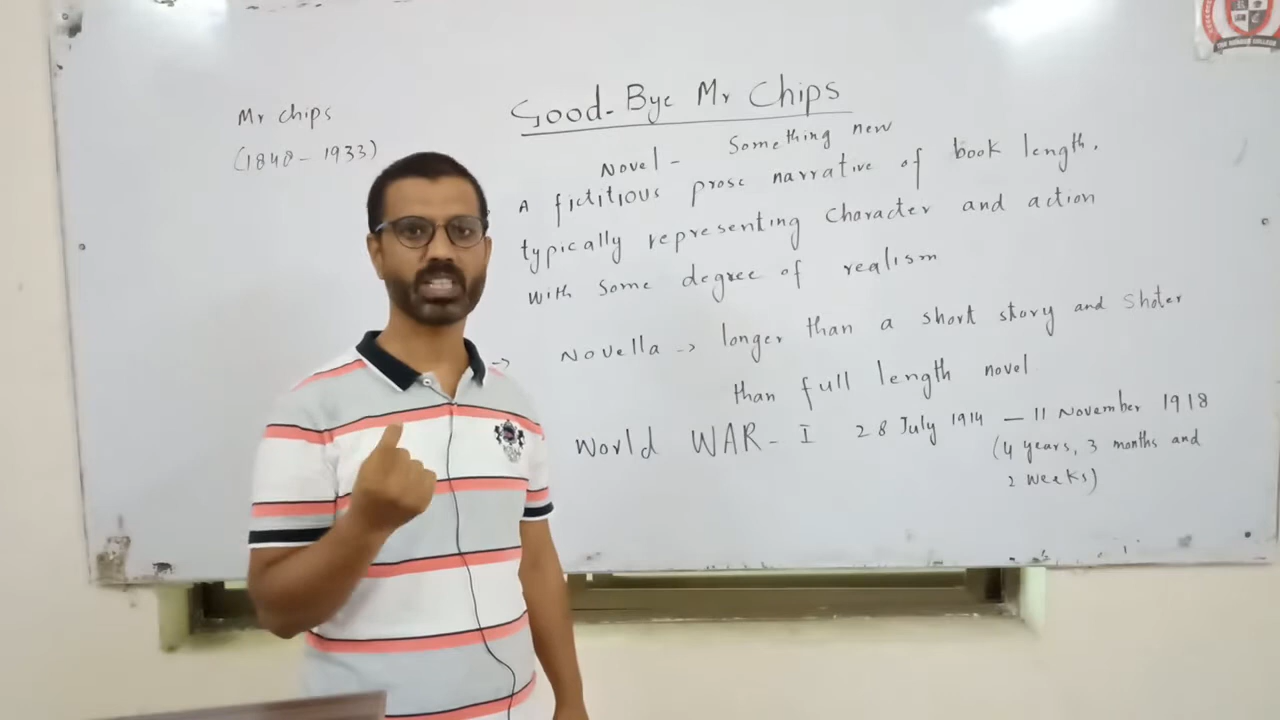 Good-Bye Mr Chips
Mr chips
(1848 - 1933)
Novel - Something new
A fictitious prose narrative of book length.
typically representing Character and action
with some degree of realism
Novella -> longer than a short story and Shoter
than full length novel
World WAR - I 28 July 1914 - 11 November 1918
(4 years, 3 months and
2 weeks)